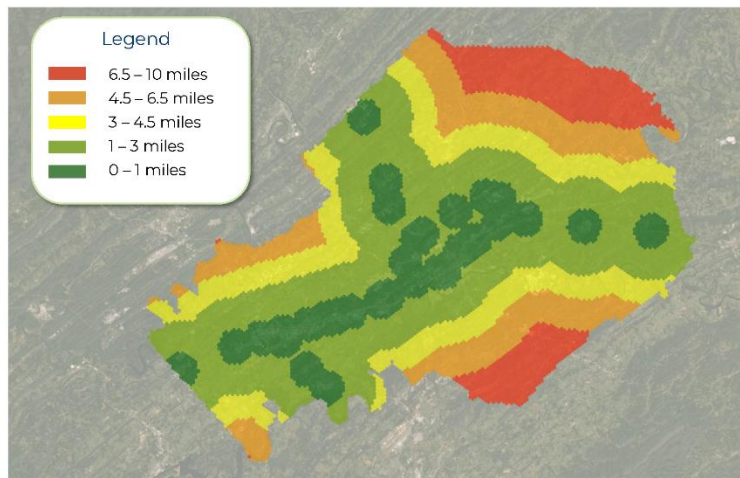 Legend
6.5 – 10 miles
4.5 – 6.5 miles
3 – 4.5 miles
1 – 3 miles
0 – 1 miles